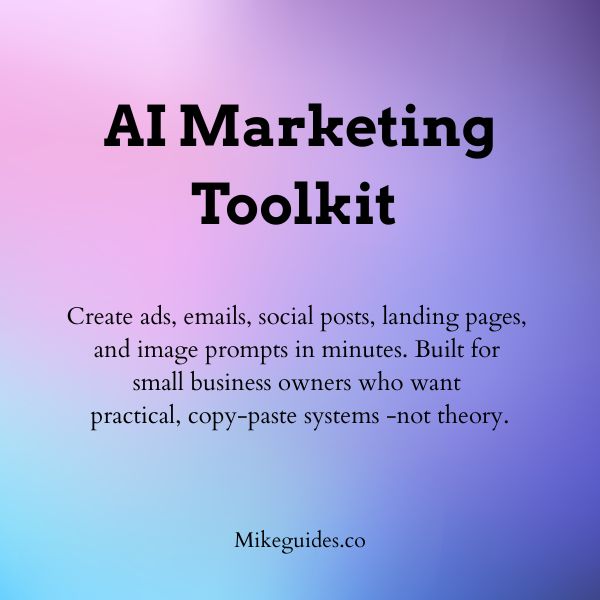 AI Marketing
Toolkit
Create ads, emails, social posts, landing pages,
and image prompts in minutes. Built for
small business owners who want
practical, copy-paste systems -not theory.
Mikeguides.co